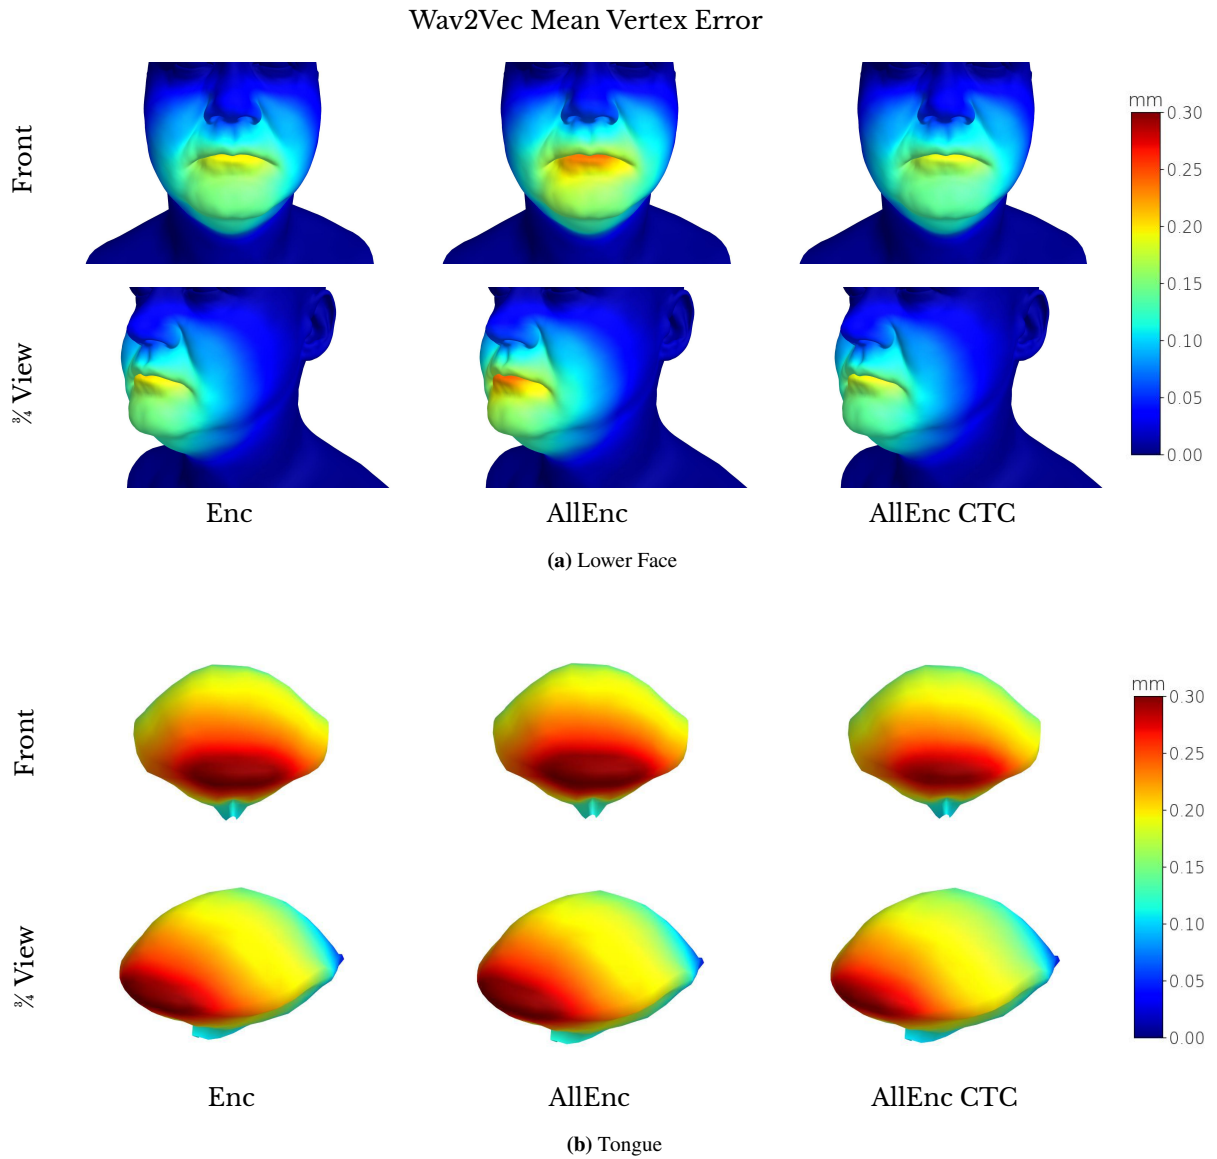 Wav2Vec Mean Vertex Error
Front
mm
0.30
0.25
0.20
0.15
0.10
0.05
0.00
¾ View
Enc AllEnc AllEnc CTC
(a) Lower Face
Front
mm
0.30
0.25
0.20
0.15
0.10
0.05
0.00
¾ View
Enc AllEnc AllEnc CTC
(b) Tongue